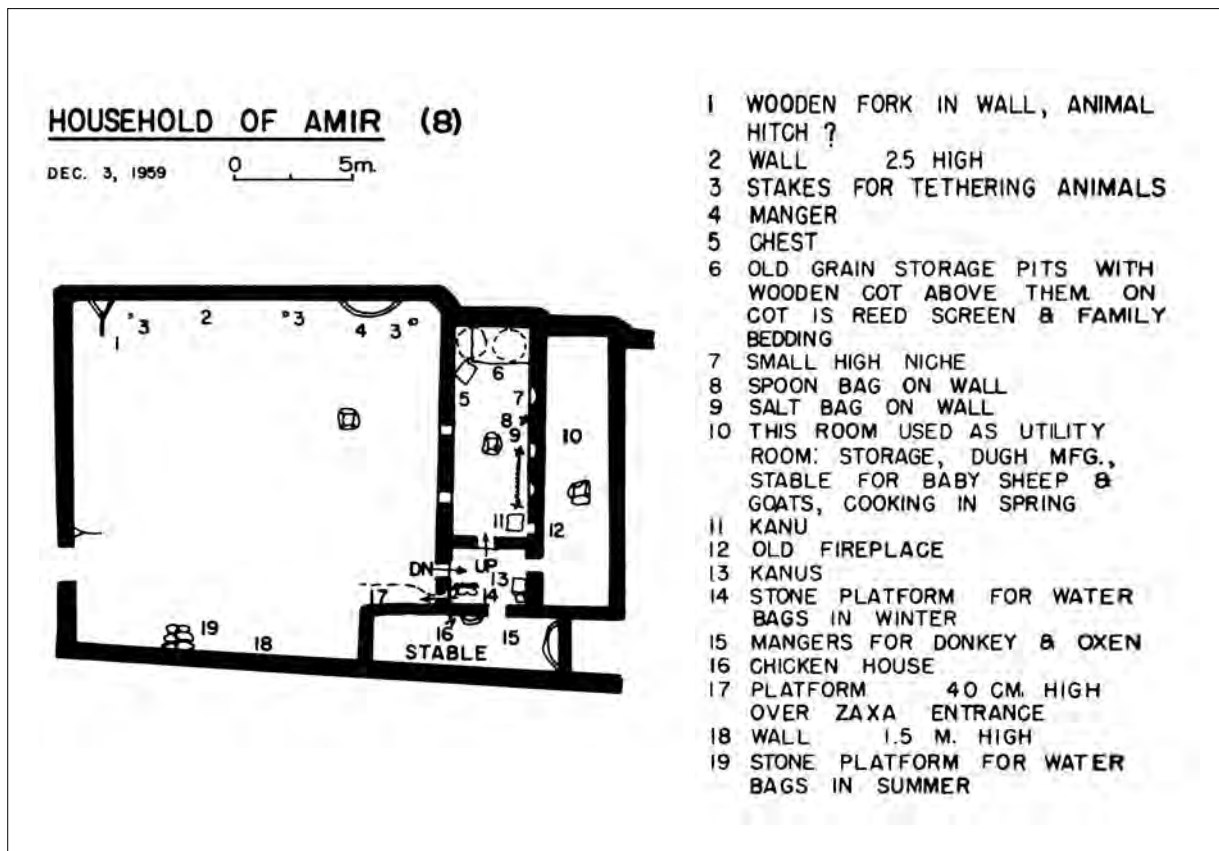 HOUSEHOLD OF AMIR (8)
DEC. 3, 1959
0 5m.
1 3 2 3 4 3
5 6 7 8 9 10
11 12
DN UP 13
17 14
16 15
19 18 STABLE
1 WOODEN FORK IN WALL, ANIMAL
HITCH ?
2 WALL 2.5 HIGH
3 STAKES FOR TETHERING ANIMALS
4 MANGER
5 CHEST
6 OLD GRAIN STORAGE PITS WITH
WOODEN COT ABOVE THEM. ON
COT IS REED SCREEN & FAMILY
BEDDING
7 SMALL HIGH NICHE
8 SPOON BAG ON WALL
9 SALT BAG ON WALL
10 THIS ROOM USED AS UTILITY
ROOM: STORAGE, DUGH MFG.,
STABLE FOR BABY SHEEP &
GOATS, COOKING IN SPRING
11 KANU
12 OLD FIREPLACE
13 KANUS
14 STONE PLATFORM FOR WATER
BAGS IN WINTER
15 MANGERS FOR DONKEY & OXEN
16 CHICKEN HOUSE
17 PLATFORM 40 CM. HIGH
OVER ZAXA ENTRANCE
18 WALL 1.5 M. HIGH
19 STONE PLATFORM FOR WATER
BAGS IN SUMMER